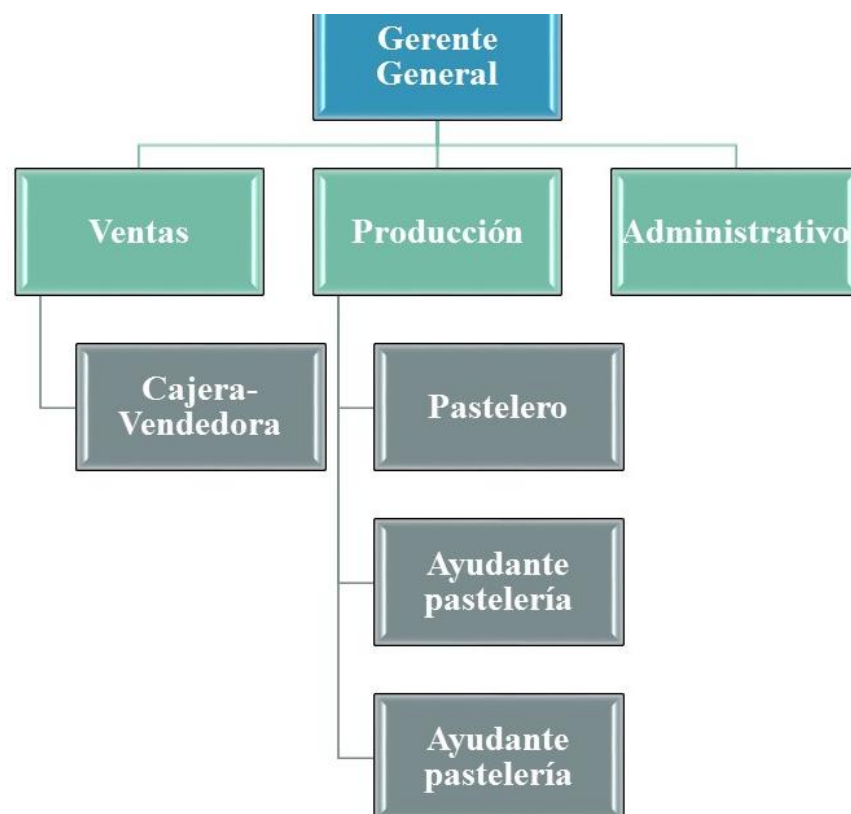 Gerente
General
Ventas
Producción
Administrativo
Cajera-
Vendedora
Pastelero
Ayudante
pastelería
Ayudante
pastelería